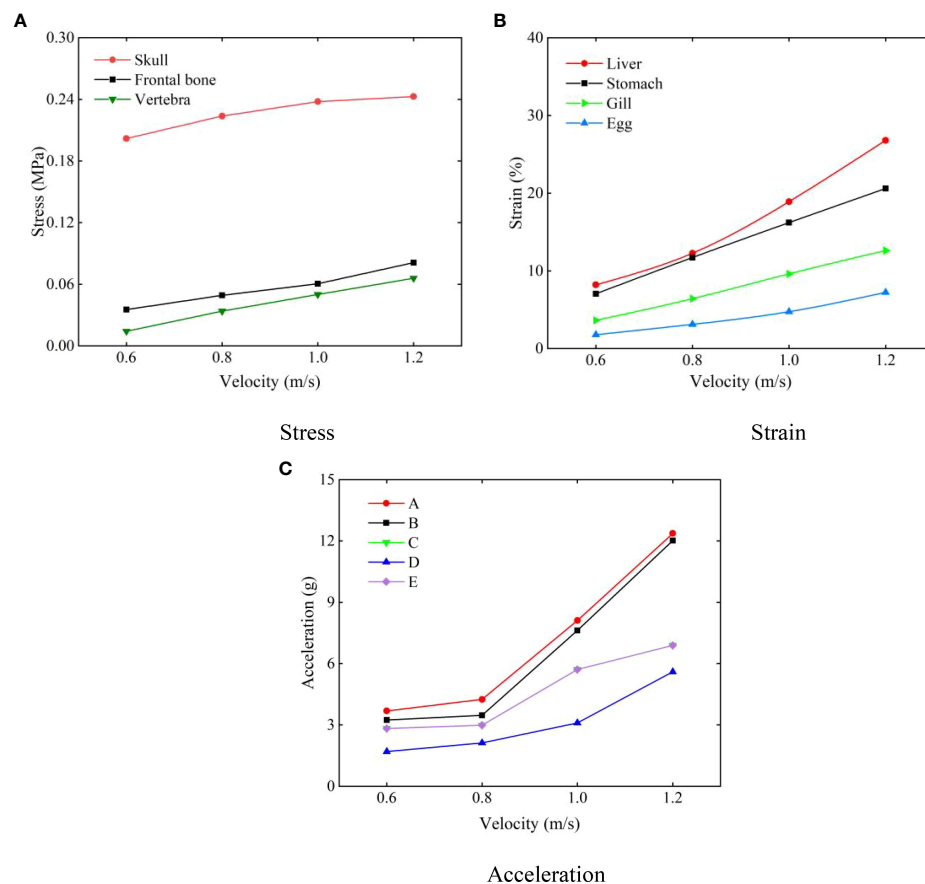 A
0.30
0.24
0.18
0.12
0.06
0.00
Stress (MPa)
Skull
Frontal bone
Vertebra
0.6 0.8 1.0 1.2
Velocity (m/s)
Stress
B
40
30
20
10
0
Strain (%)
Liver
Stomach
Gill
Egg
0.6 0.8 1.0 1.2
Velocity (m/s)
Strain
C
15
12
9
6
3
0
Acceleration (g)
A
B
C
D
E
0.6 0.8 1.0 1.2
Velocity (m/s)
Acceleration